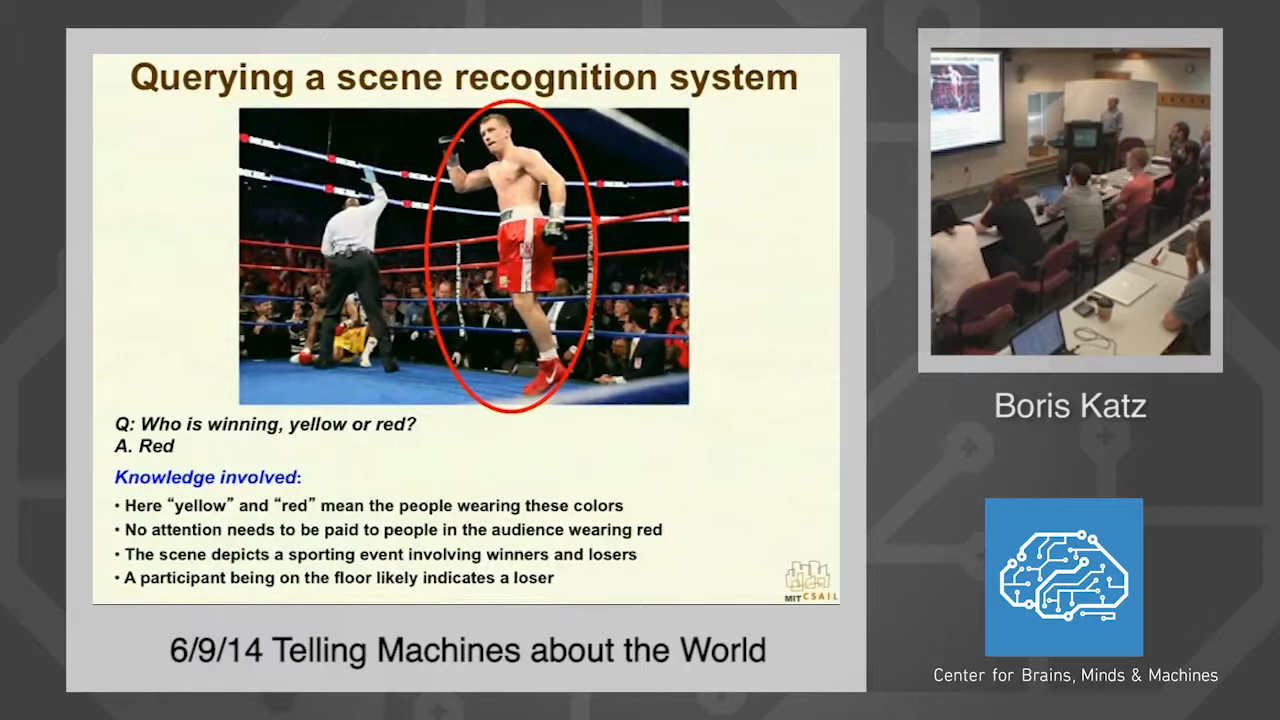 Querying a scene recognition system
EVERLAST
Q: Who is winning, yellow or red?
A. Red
Knowledge involved:
• Here “yellow” and “red” mean the people wearing these colors
• No attention needs to be paid to people in the audience wearing red
• The scene depicts a sporting event involving winners and losers
• A participant being on the floor likely indicates a loser
MIT CSAIL
6/9/14 Telling Machines about the World
Boris Katz
Center for Brains, Minds & Machines